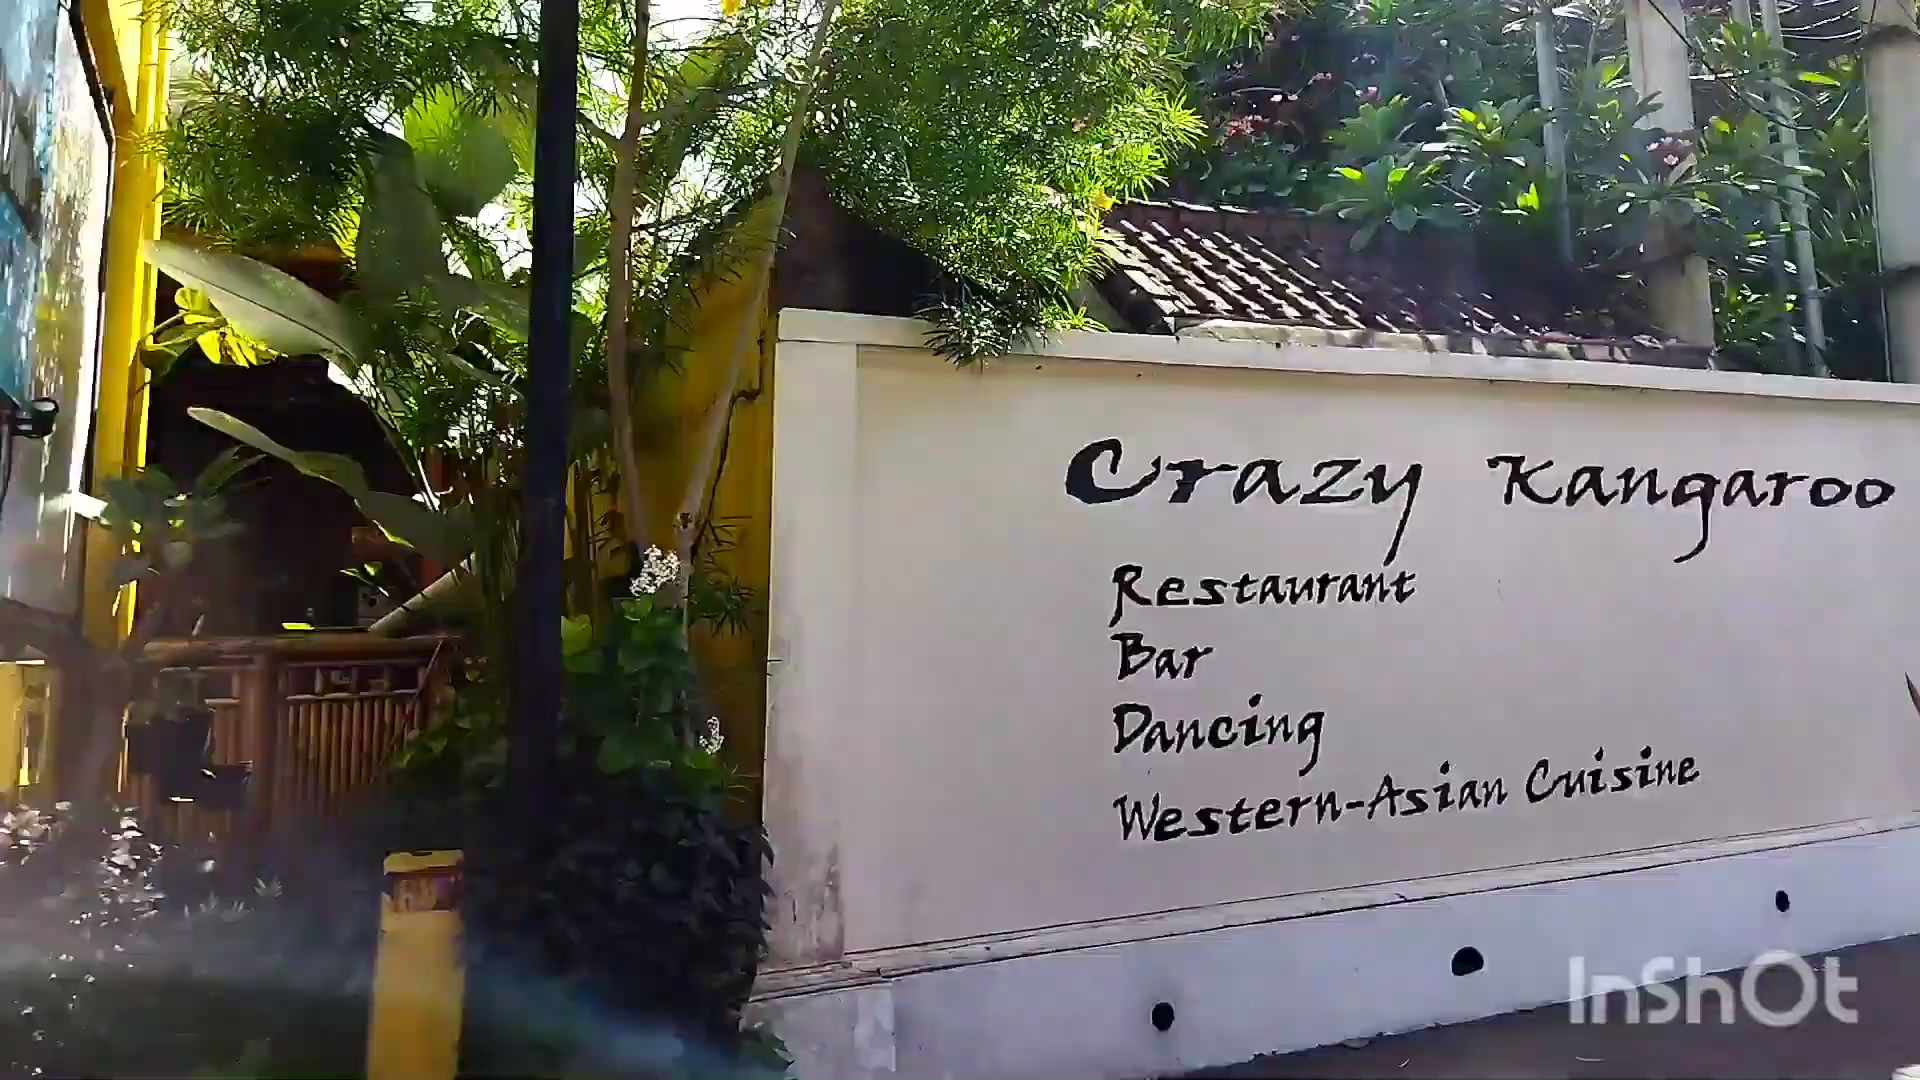 Crazy Kangaroo
Restaurant
Bar
Dancing
Western-Asian Cuisine
InShOt